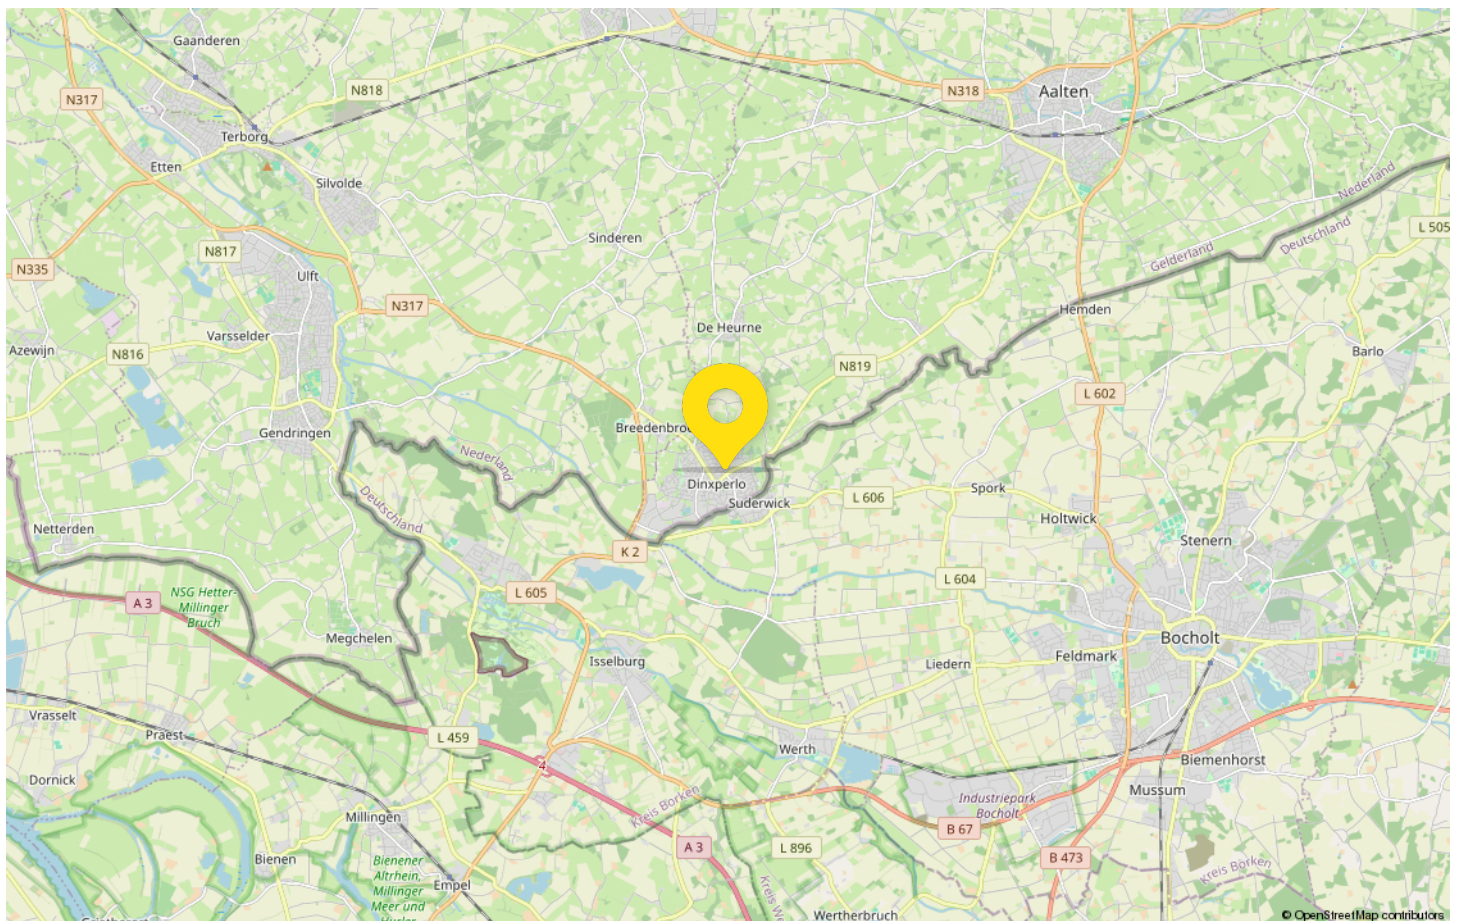 Gaanderen
N818
N317
N318
Aalten
Terborg
Etten
Silvolde
Nederland
Gelderland
Deutschland
L 505
Sinderen
N817
N335
Ulft
N317
Hemden
De Heurne
Varsselder
Azewijn
N816
N819
Barlo
L 602
Breedenbro
Gendringen
Nederland
Dinxperlo
Deutschland
Suderwick
L 606
Spork
Holtwick
Netterden
Stenern
K 2
L 605
L 604
NSG Hetter-
Millinger
Bruch
A 3
Megchelen
Bocholt
Isselburg
Liedern
Feldmark
Vrasselt
Praest
L 459
Werth
4
Biemenhorst
Dornick
Mussum
Industriepark
Bocholt
Kreis Borken
Millingen
B 67
A 3
L 896
B 473
Bienen
Bienener
Altrhein,
Millinger
Meer und
Empel
Kreis Borken
Wertherbruch
© OpenStreetMap contributors